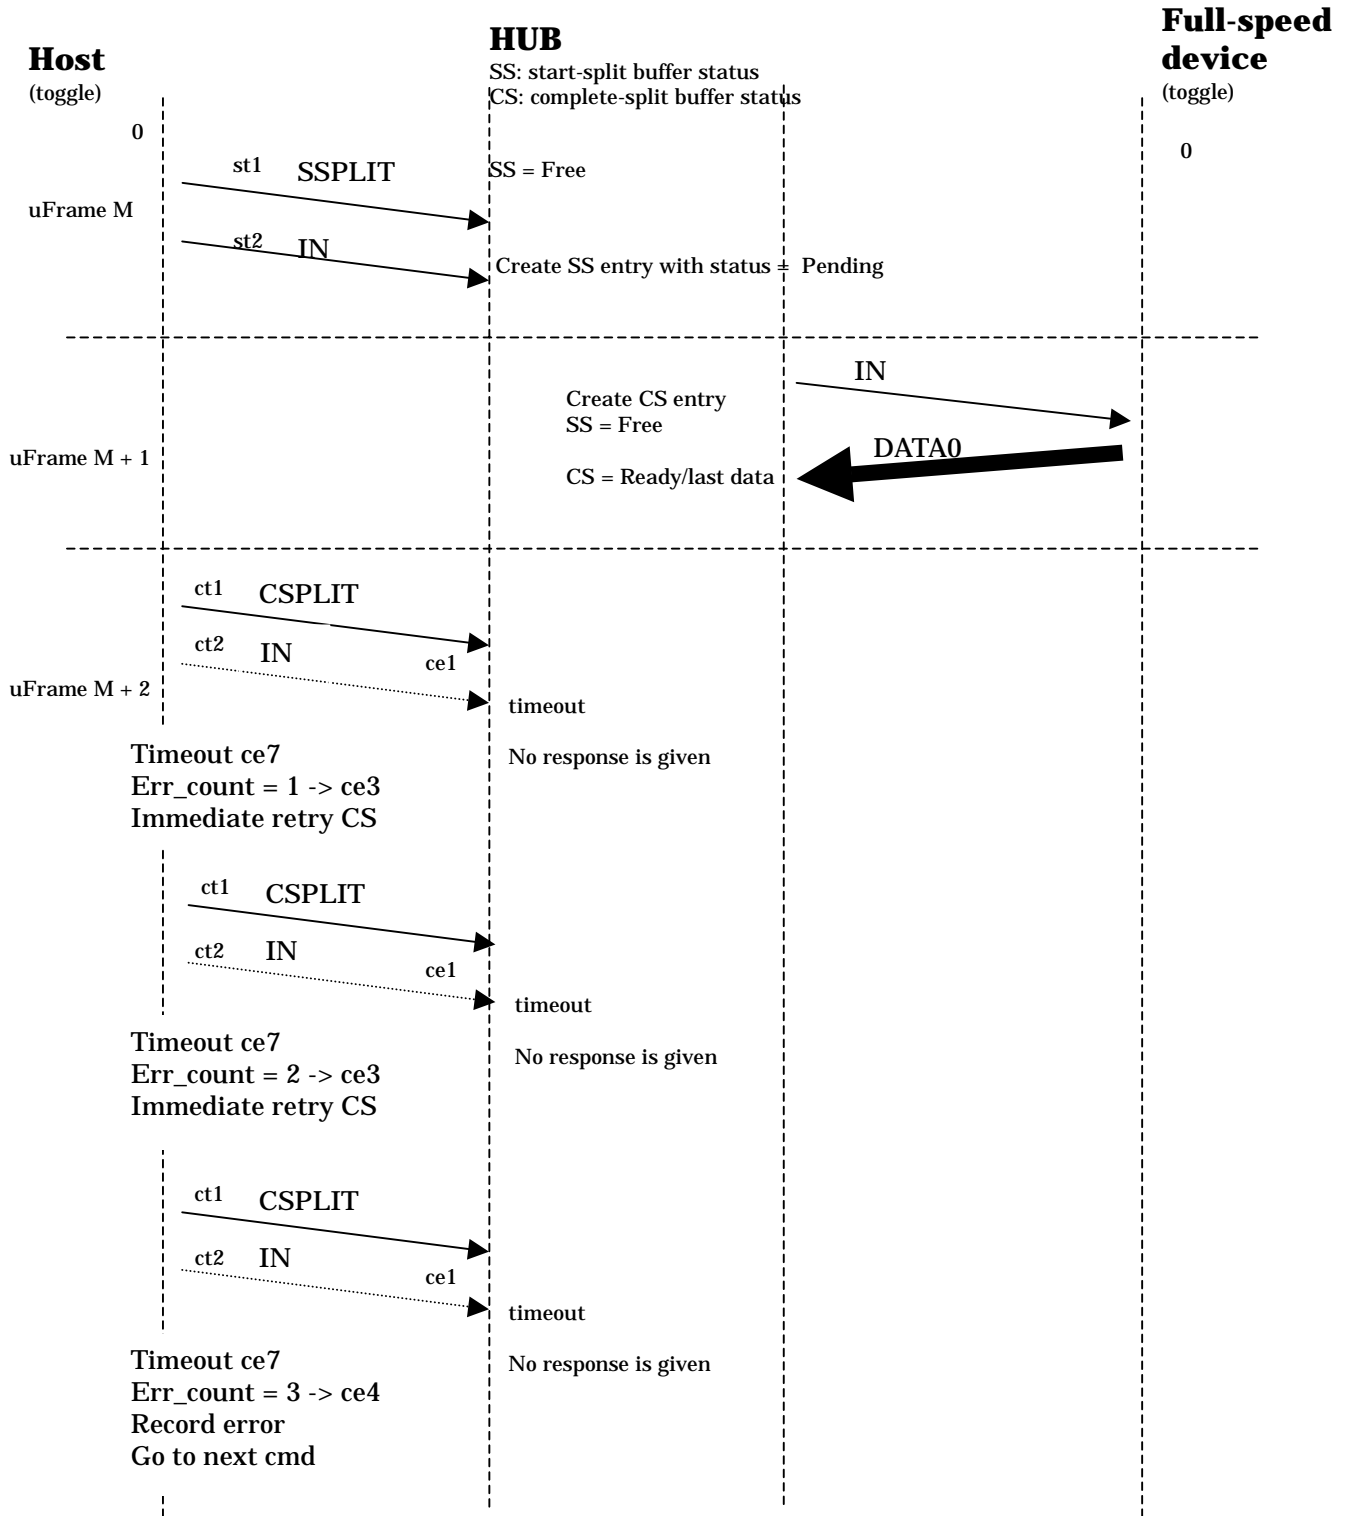 Host
(toggle)
HUB
SS: start-split buffer status
CS: complete-split buffer status
Full-speed
device
(toggle)
0
0
st1 SSPLIT
SS = Free
uFrame M
st2 IN
Create SS entry with status = Pending
IN
Create CS entry
SS = Free
DATA0
uFrame M + 1
CS = Ready/last data
ct1 CSPLIT
ct2 IN
ce1
uFrame M + 2
timeout
Timeout ce7
Err_count = 1 -> ce3
Immediate retry CS
No response is given
ct1 CSPLIT
ct2 IN
ce1
timeout
Timeout ce7
Err_count = 2 -> ce3
Immediate retry CS
No response is given
ct1 CSPLIT
ct2 IN
ce1
timeout
Timeout ce7
Err_count = 3 -> ce4
Record error
Go to next cmd
No response is given